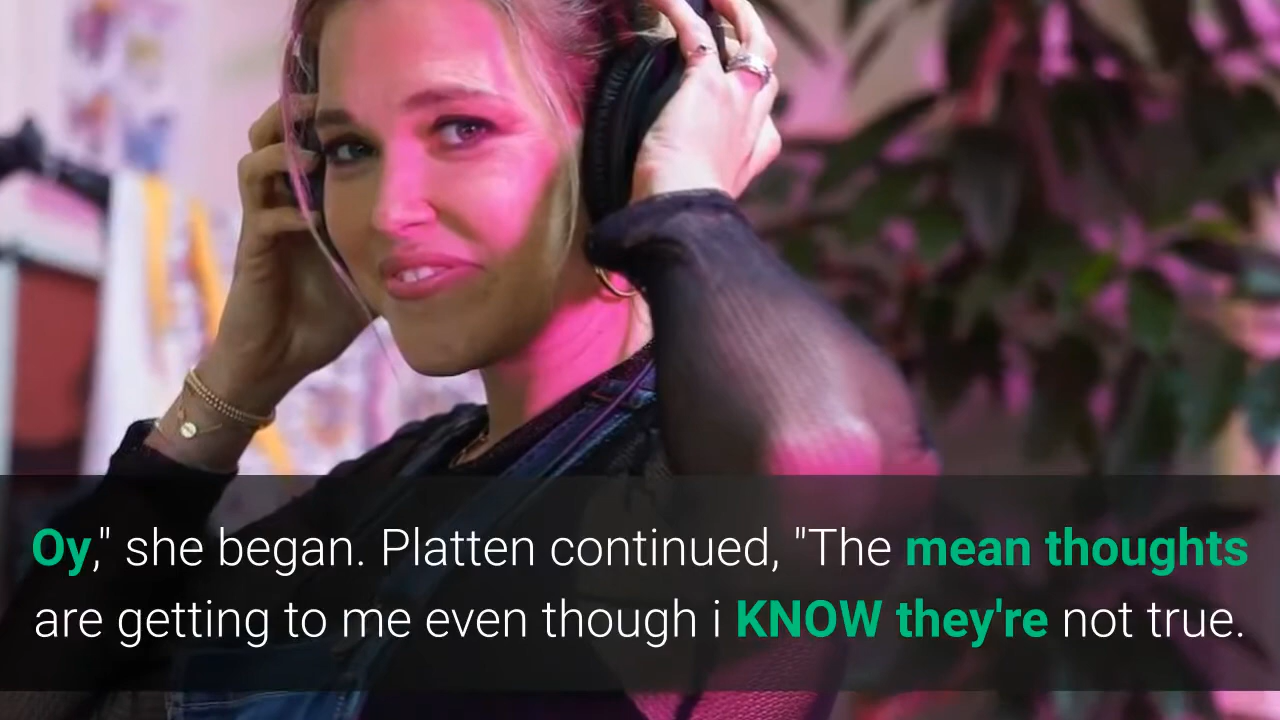 Oy," she began. Platten continued, "The mean thoughts
are getting to me even though i KNOW they're not true.